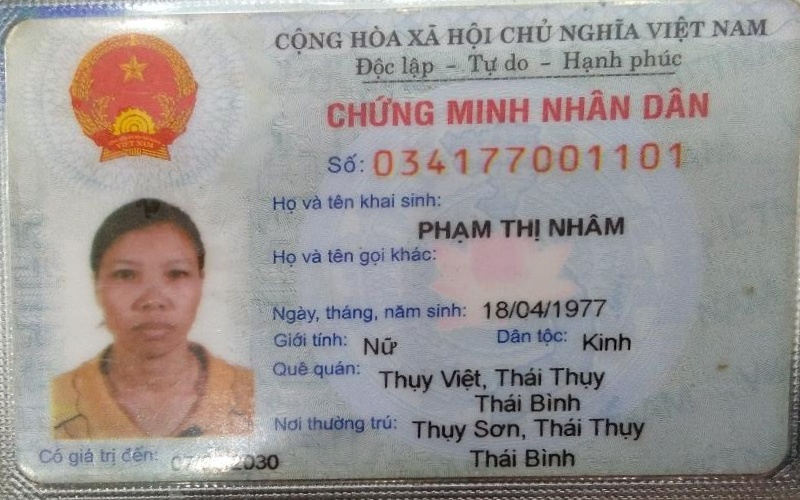 CỘNG HÒA XÃ HỘI CHỦ NGHĨA VIỆT NAM
Độc lập - Tự do - Hạnh phúc
CHỨNG MINH NHÂN DÂN
Số: 034177001101
Họ và tên khai sinh:
PHẠM THỊ NHÂM
Họ và tên gọi khác:
Ngày, tháng, năm sinh: 18/04/1977
Giới tính: Nữ Dân tộc: Kinh
Quê quán: Thụy Việt, Thái Thụy
Thái Bình
Nơi thường trú: Thụy Sơn, Thái Thụy
Thái Bình
Có giá trị đến: 2030
VIỆT NAM